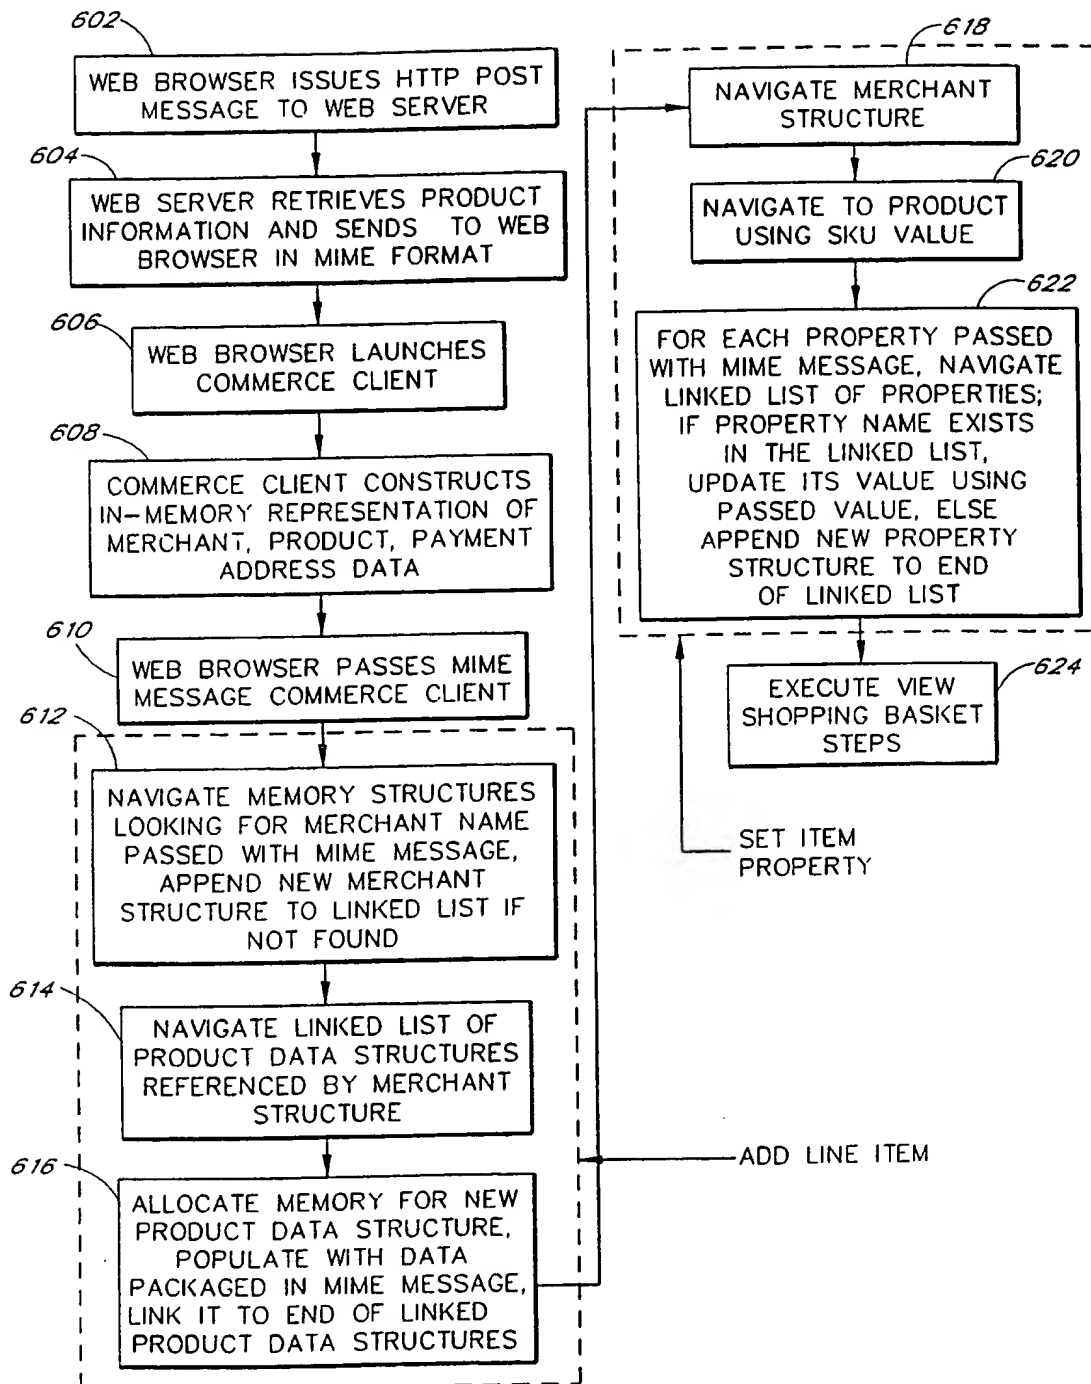 602
WEB BROWSER ISSUES HTTP POST
MESSAGE TO WEB SERVER
604
WEB SERVER RETRIEVES PRODUCT
INFORMATION AND SENDS TO WEB
BROWSER IN MIME FORMAT
606
WEB BROWSER LAUNCHES
COMMERCE CLIENT
608
COMMERCE CLIENT CONSTRUCTS
IN-MEMORY REPRESENTATION OF
MERCHANT, PRODUCT, PAYMENT
ADDRESS DATA
610
WEB BROWSER PASSES MIME
MESSAGE COMMERCE CLIENT
612
NAVIGATE MEMORY STRUCTURES
LOOKING FOR MERCHANT NAME
PASSED WITH MIME MESSAGE,
APPEND NEW MERCHANT
STRUCTURE TO LINKED LIST IF
NOT FOUND
614
NAVIGATE LINKED LIST OF
PRODUCT DATA STRUCTURES
REFERENCED BY MERCHANT
STRUCTURE
616
ALLOCATE MEMORY FOR NEW
PRODUCT DATA STRUCTURE,
POPULATE WITH DATA
PACKAGED IN MIME MESSAGE,
LINK IT TO END OF LINKED
PRODUCT DATA STRUCTURES
ADD LINE ITEM
618
NAVIGATE MERCHANT
STRUCTURE
620
NAVIGATE TO PRODUCT
USING SKU VALUE
622
FOR EACH PROPERTY PASSED
WITH MIME MESSAGE, NAVIGATE
LINKED LIST OF PROPERTIES;
IF PROPERTY NAME EXISTS
IN THE LINKED LIST,
UPDATE ITS VALUE USING
PASSED VALUE, ELSE
APPEND NEW PROPERTY
STRUCTURE TO END
OF LINKED LIST
624
EXECUTE VIEW
SHOPPING BASKET
STEPS
SET ITEM
PROPERTY